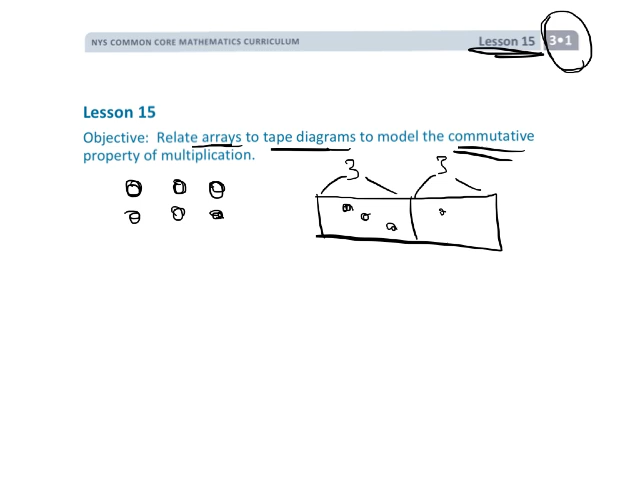 NYS COMMON CORE MATHEMATICS CURRICULUM
Lesson 15
3•1
Lesson 15
Objective: Relate arrays to tape diagrams to model the commutative
property of multiplication.
3 3